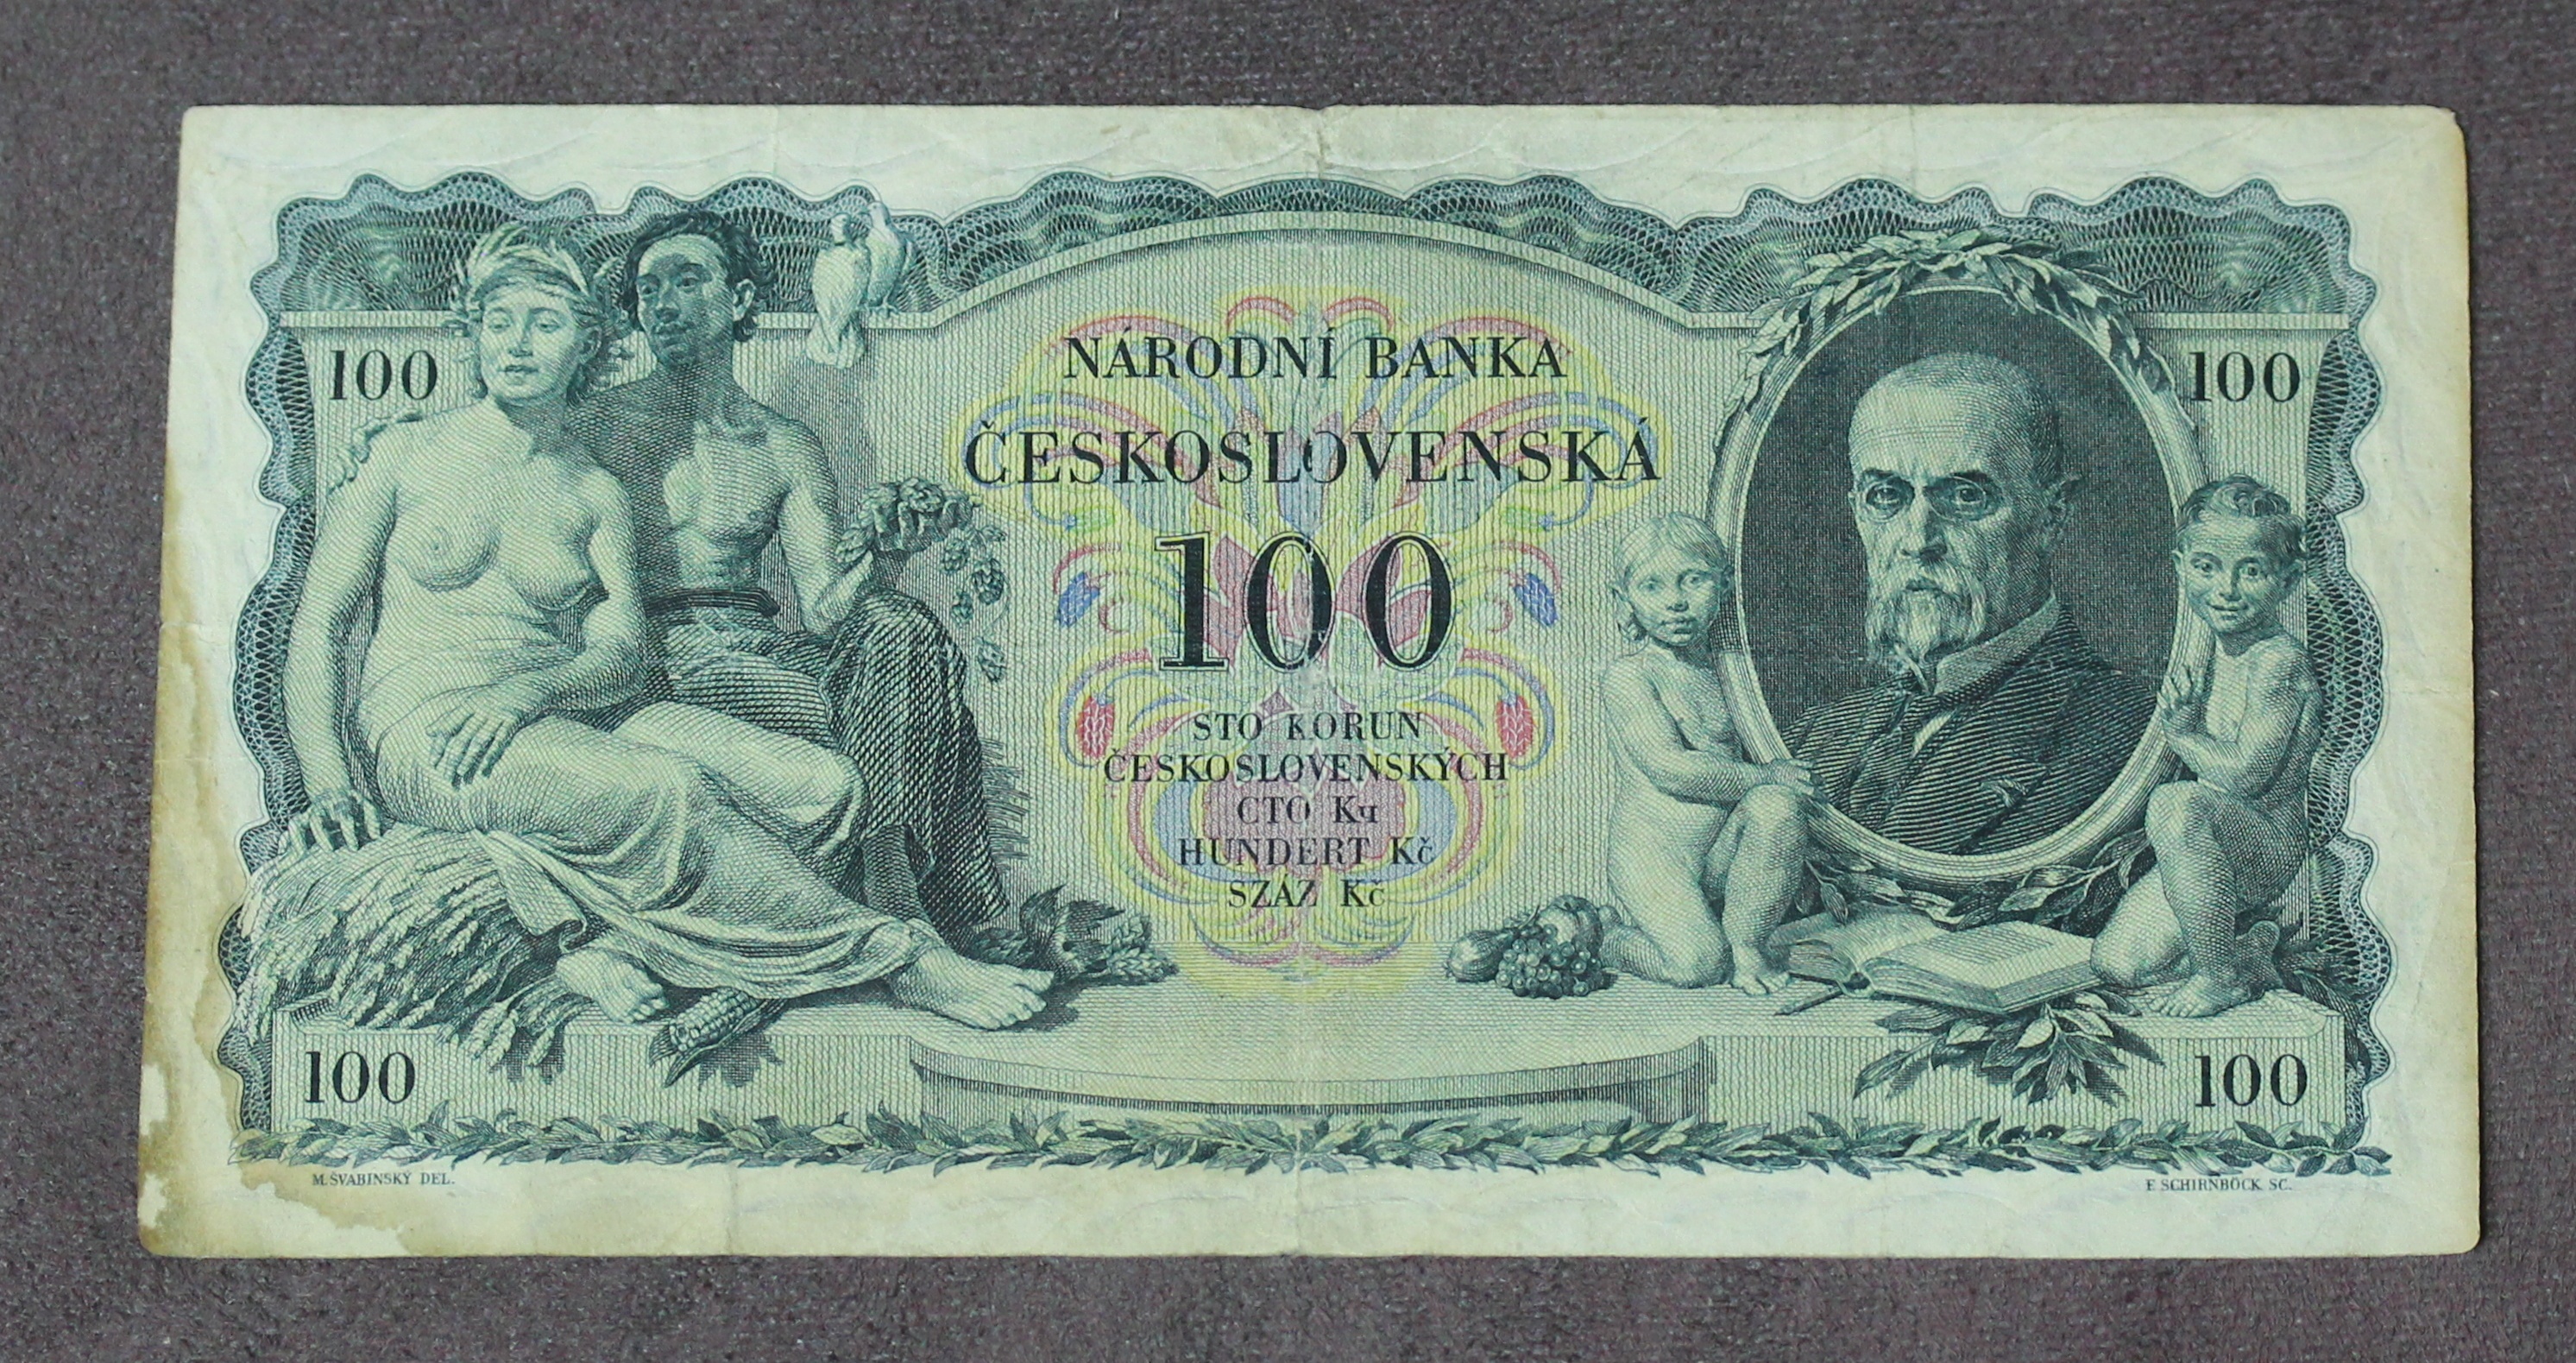 100
100
NÁRODNÍ BANKA
ČESKOSLOVENSKÁ
100
STO KORUN
ČESKOSLOVENSKÝCH
СТО Кч
HUNDERT Kč
SZÁZ Kč
100
100
M. ŠVABINSKÝ DEL.
F. SCHIRNBÖCK SC.